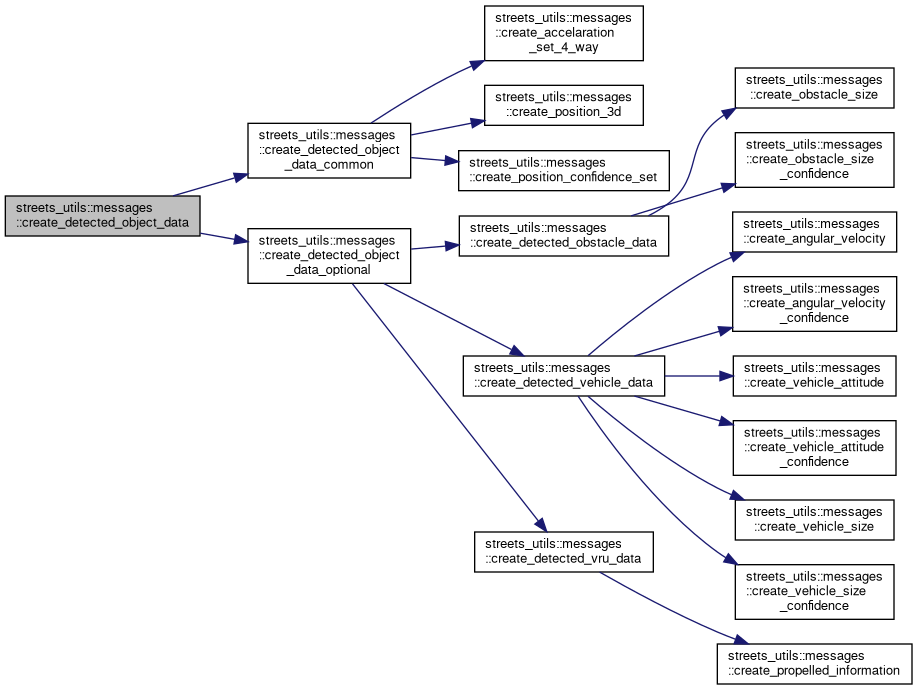 streets_utils::messages
::create_detected_object_data
streets_utils::messages
::create_detected_object
_data_common
streets_utils::messages
::create_accelaration
_set_4_way
streets_utils::messages
::create_position_3d
streets_utils::messages
::create_position_confidence_set
streets_utils::messages
::create_detected_object
_data_optional
streets_utils::messages
::create_detected_obstacle_data
streets_utils::messages
::create_obstacle_size
streets_utils::messages
::create_obstacle_size
_confidence
streets_utils::messages
::create_detected_vehicle_data
streets_utils::messages
::create_angular_velocity
streets_utils::messages
::create_angular_velocity
_confidence
streets_utils::messages
::create_vehicle_attitude
streets_utils::messages
::create_vehicle_attitude
_confidence
streets_utils::messages
::create_vehicle_size
streets_utils::messages
::create_vehicle_size
_confidence
streets_utils::messages
::create_detected_vru_data
streets_utils::messages
::create_propelled_information